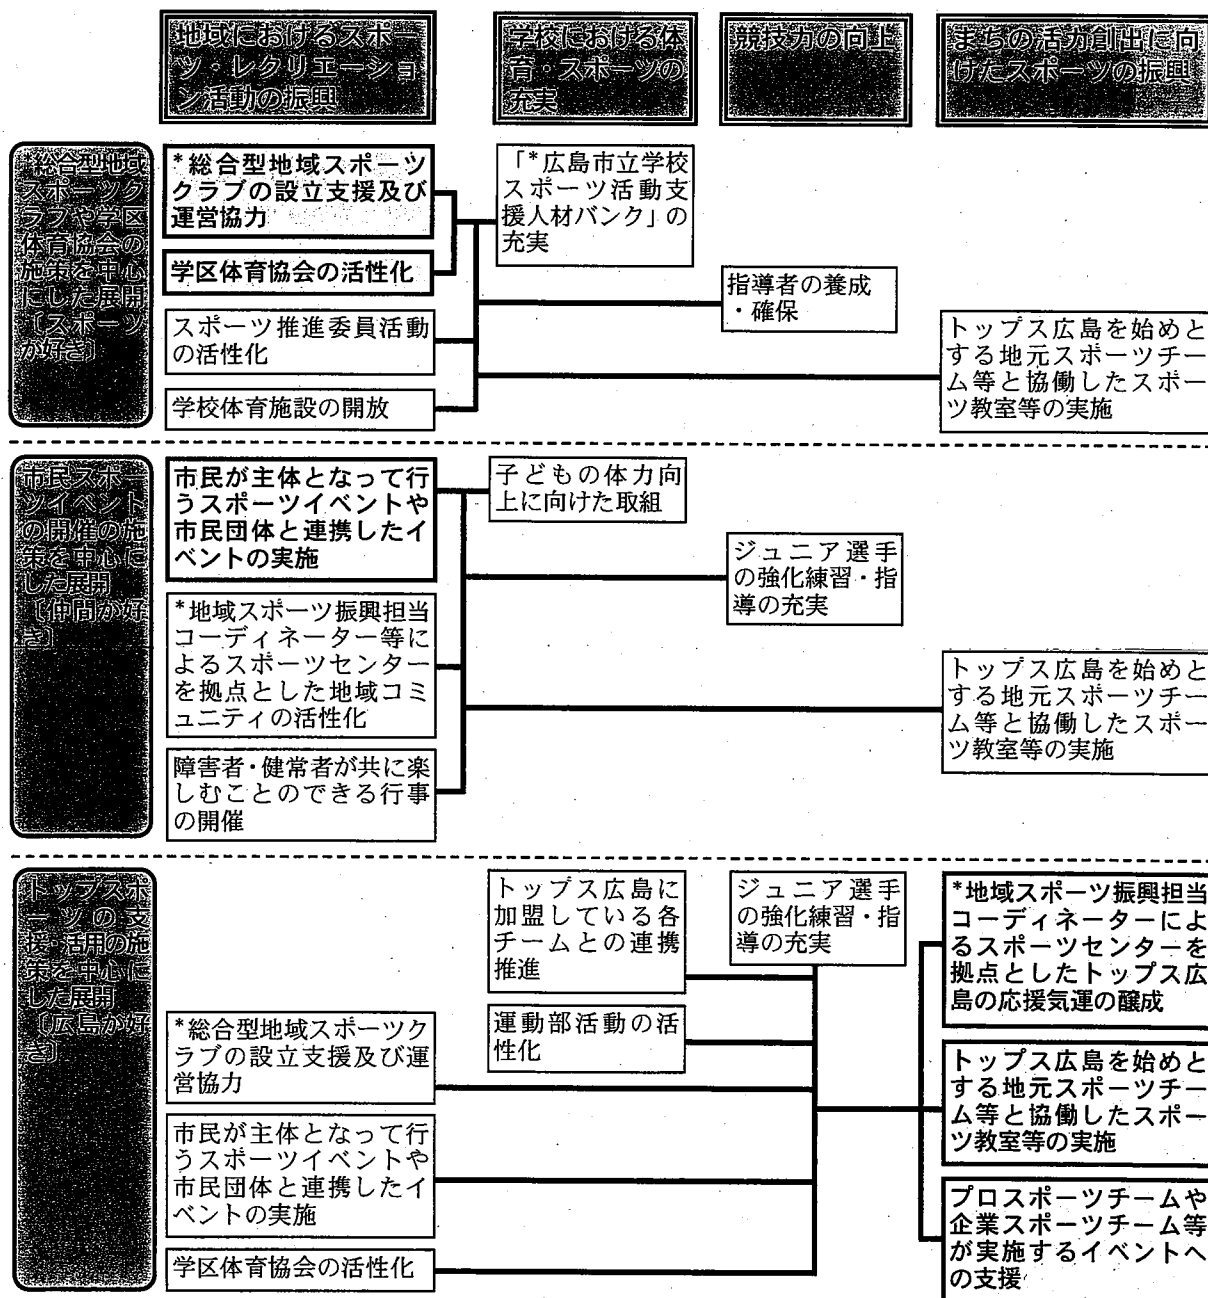 地域におけるスポー
ツ・レクリエーショ
ン活動の振興
学校における体
育・スポーツの
充実
競技力の向上
まちの活力創出に向
けたスポーツの振興
*総合型地域
スポーツク
ラブや学区
体育協会の
施策を中心
にした展開
〔スポーツ
が好き〕
*総合型地域スポーツ
クラブの設立支援及び
運営協力
学区体育協会の活性化
スポーツ推進委員活動
の活性化
学校体育施設の開放
「*広島市立学校
スポーツ活動支
援人材バンク」の
充実
指導者の養成
・確保
トップス広島を始めと
する地元スポーツチー
ム等と協働したスポー
ツ教室等の実施
市民スポー
ツイベント
の開催の施
策を中心に
した展開
〔仲間が好
き〕
市民が主体となって行
うスポーツイベントや
市民団体と連携したイ
ベントの実施
*地域スポーツ振興担当
コーディネーター等に
よるスポーツセンター
を拠点とした地域コミ
ュニティの活性化
障害者・健常者が共に楽
しむことのできる行事
の開催
子どもの体力向
上に向けた取組
ジュニア選手
の強化練習・指
導の充実
トップス広島を始めと
する地元スポーツチー
ム等と協働したスポー
ツ教室等の実施
トップスポ
ーツの支
援・活用の施
策を中心に
した展開
〔広島が好
き〕
*総合型地域スポーツク
ラブの設立支援及び運
営協力
市民が主体となって行
うスポーツイベントや
市民団体と連携したイ
ベントの実施
学区体育協会の活性化
トップス広島に
加盟している各
チームとの連携
推進
運動部活動の活
性化
ジュニア選手
の強化練習・指
導の充実
*地域スポーツ振興担当
コーディネーターによ
るスポーツセンターを
拠点としたトップス広
島の応援気運の醸成
トップス広島を始めと
する地元スポーツチー
ム等と協働したスポー
ツ教室等の実施
プロスポーツチームや
企業スポーツチーム等
が実施するイベントへ
の支援